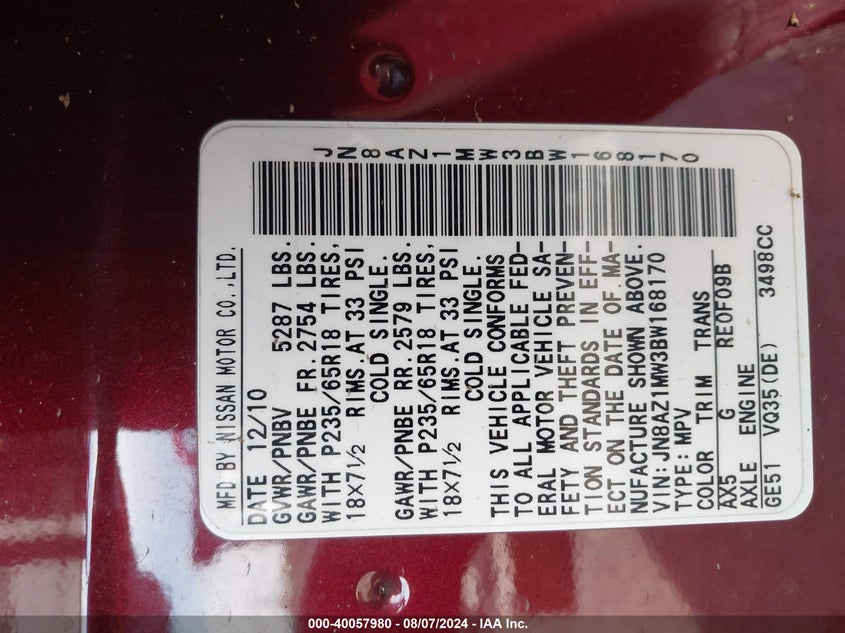 JN8AZ1MW3BW168170
MFD BY NISSAN MOTOR CO.,LTD.
DATE 12/10
GVWR/PNBV 5287 LBS.
GAWR/PNBE FR.2754 LBS.
WITH P235/65R18 TIRES,
18X7 1/2 RIMS.AT 33 PSI
COLD SINGLE.
GAWR/PNBE RR.2579 LBS.
WITH P235/65R18 TIRES,
18X7 1/2 RIMS.AT 33 PSI
COLD SINGLE.
THIS VEHICLE CONFORMS
TO ALL APPLICABLE FED-
ERAL MOTOR VEHICLE SA-
FETY AND THEFT PREVEN-
TION STANDARDS IN EFF-
ECT ON THE DATE OF MA-
NUFACTURE SHOWN ABOVE.
VIN:JN8AZ1MW3BW168170
TYPE:MPV
COLOR TRIM TRANS
AX5 G RE0F09B
AXLE ENGINE
GE51 VQ35(DE) 3498CC
000-40057980 - 08/07/2024 - IAA Inc.